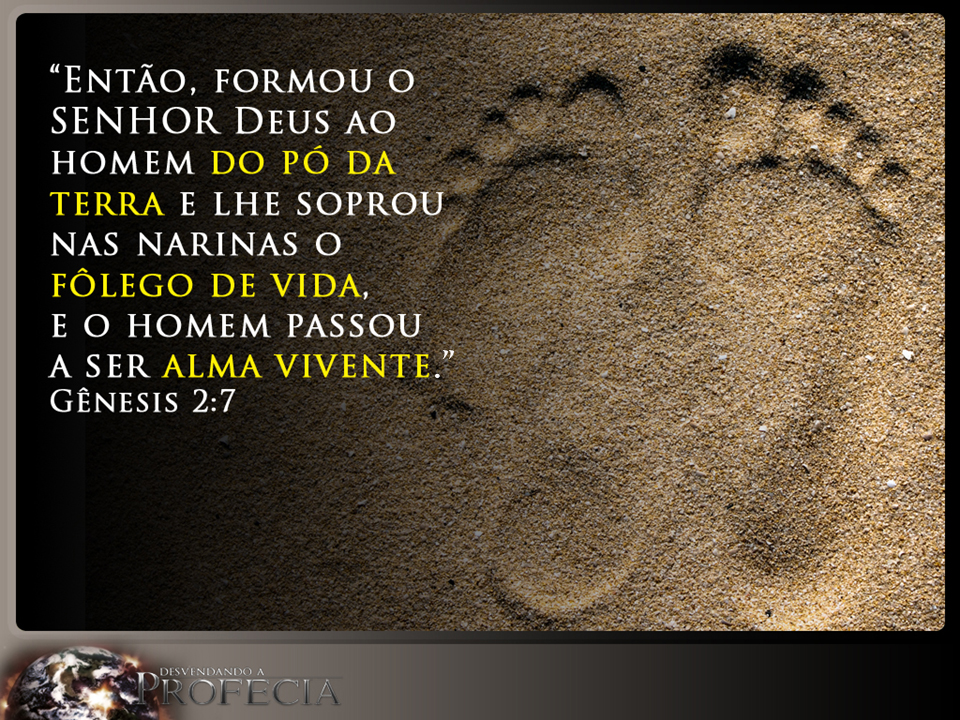 “Então, formou o
SENHOR Deus ao
homem do pó da
terra e lhe soprou
nas narinas o
fôlego de vida,
e o homem passou
a ser alma vivente.”
Gênesis 2:7
DESVENDANDO A
PROFECIA